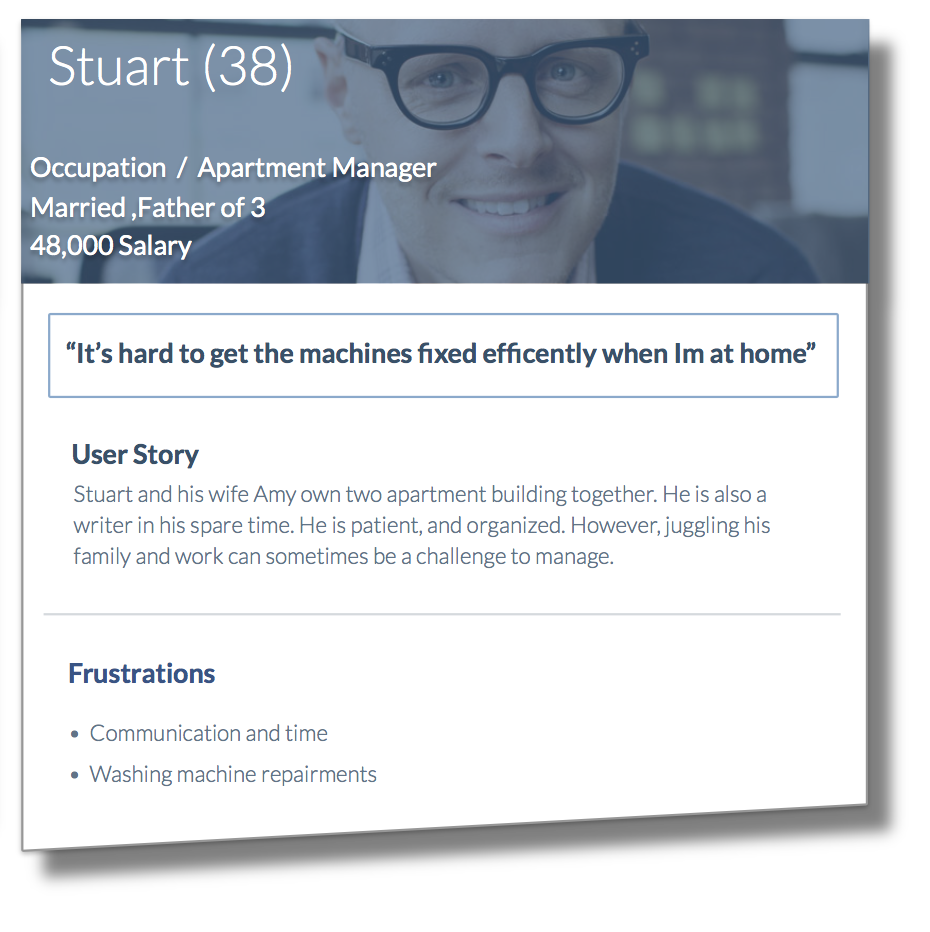 Stuart (38)
Occupation / Apartment Manager
Married ,Father of 3
48,000 Salary
“It’s hard to get the machines fixed efficently when Im at home”
User Story
Stuart and his wife Amy own two apartment building together. He is also a
writer in his spare time. He is patient, and organized. However, juggling his
family and work can sometimes be a challenge to manage.
Frustrations
• Communication and time
• Washing machine repairments